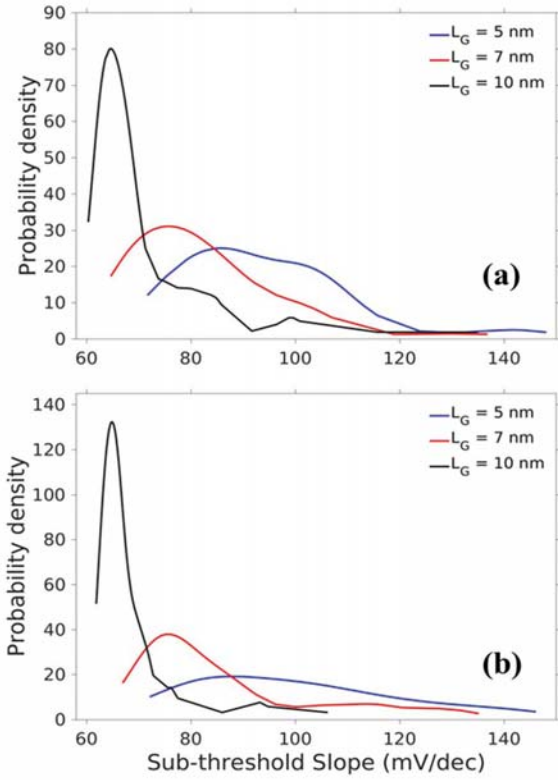 90
80
70
60
50
40
30
20
10
0
Probability density
L_G = 5 nm
L_G = 7 nm
L_G = 10 nm
(a)
60 80 100 120 140
140
120
100
80
60
40
20
0
Probability density
L_G = 5 nm
L_G = 7 nm
L_G = 10 nm
(b)
60 80 100 120 140
Sub-threshold Slope (mV/dec)